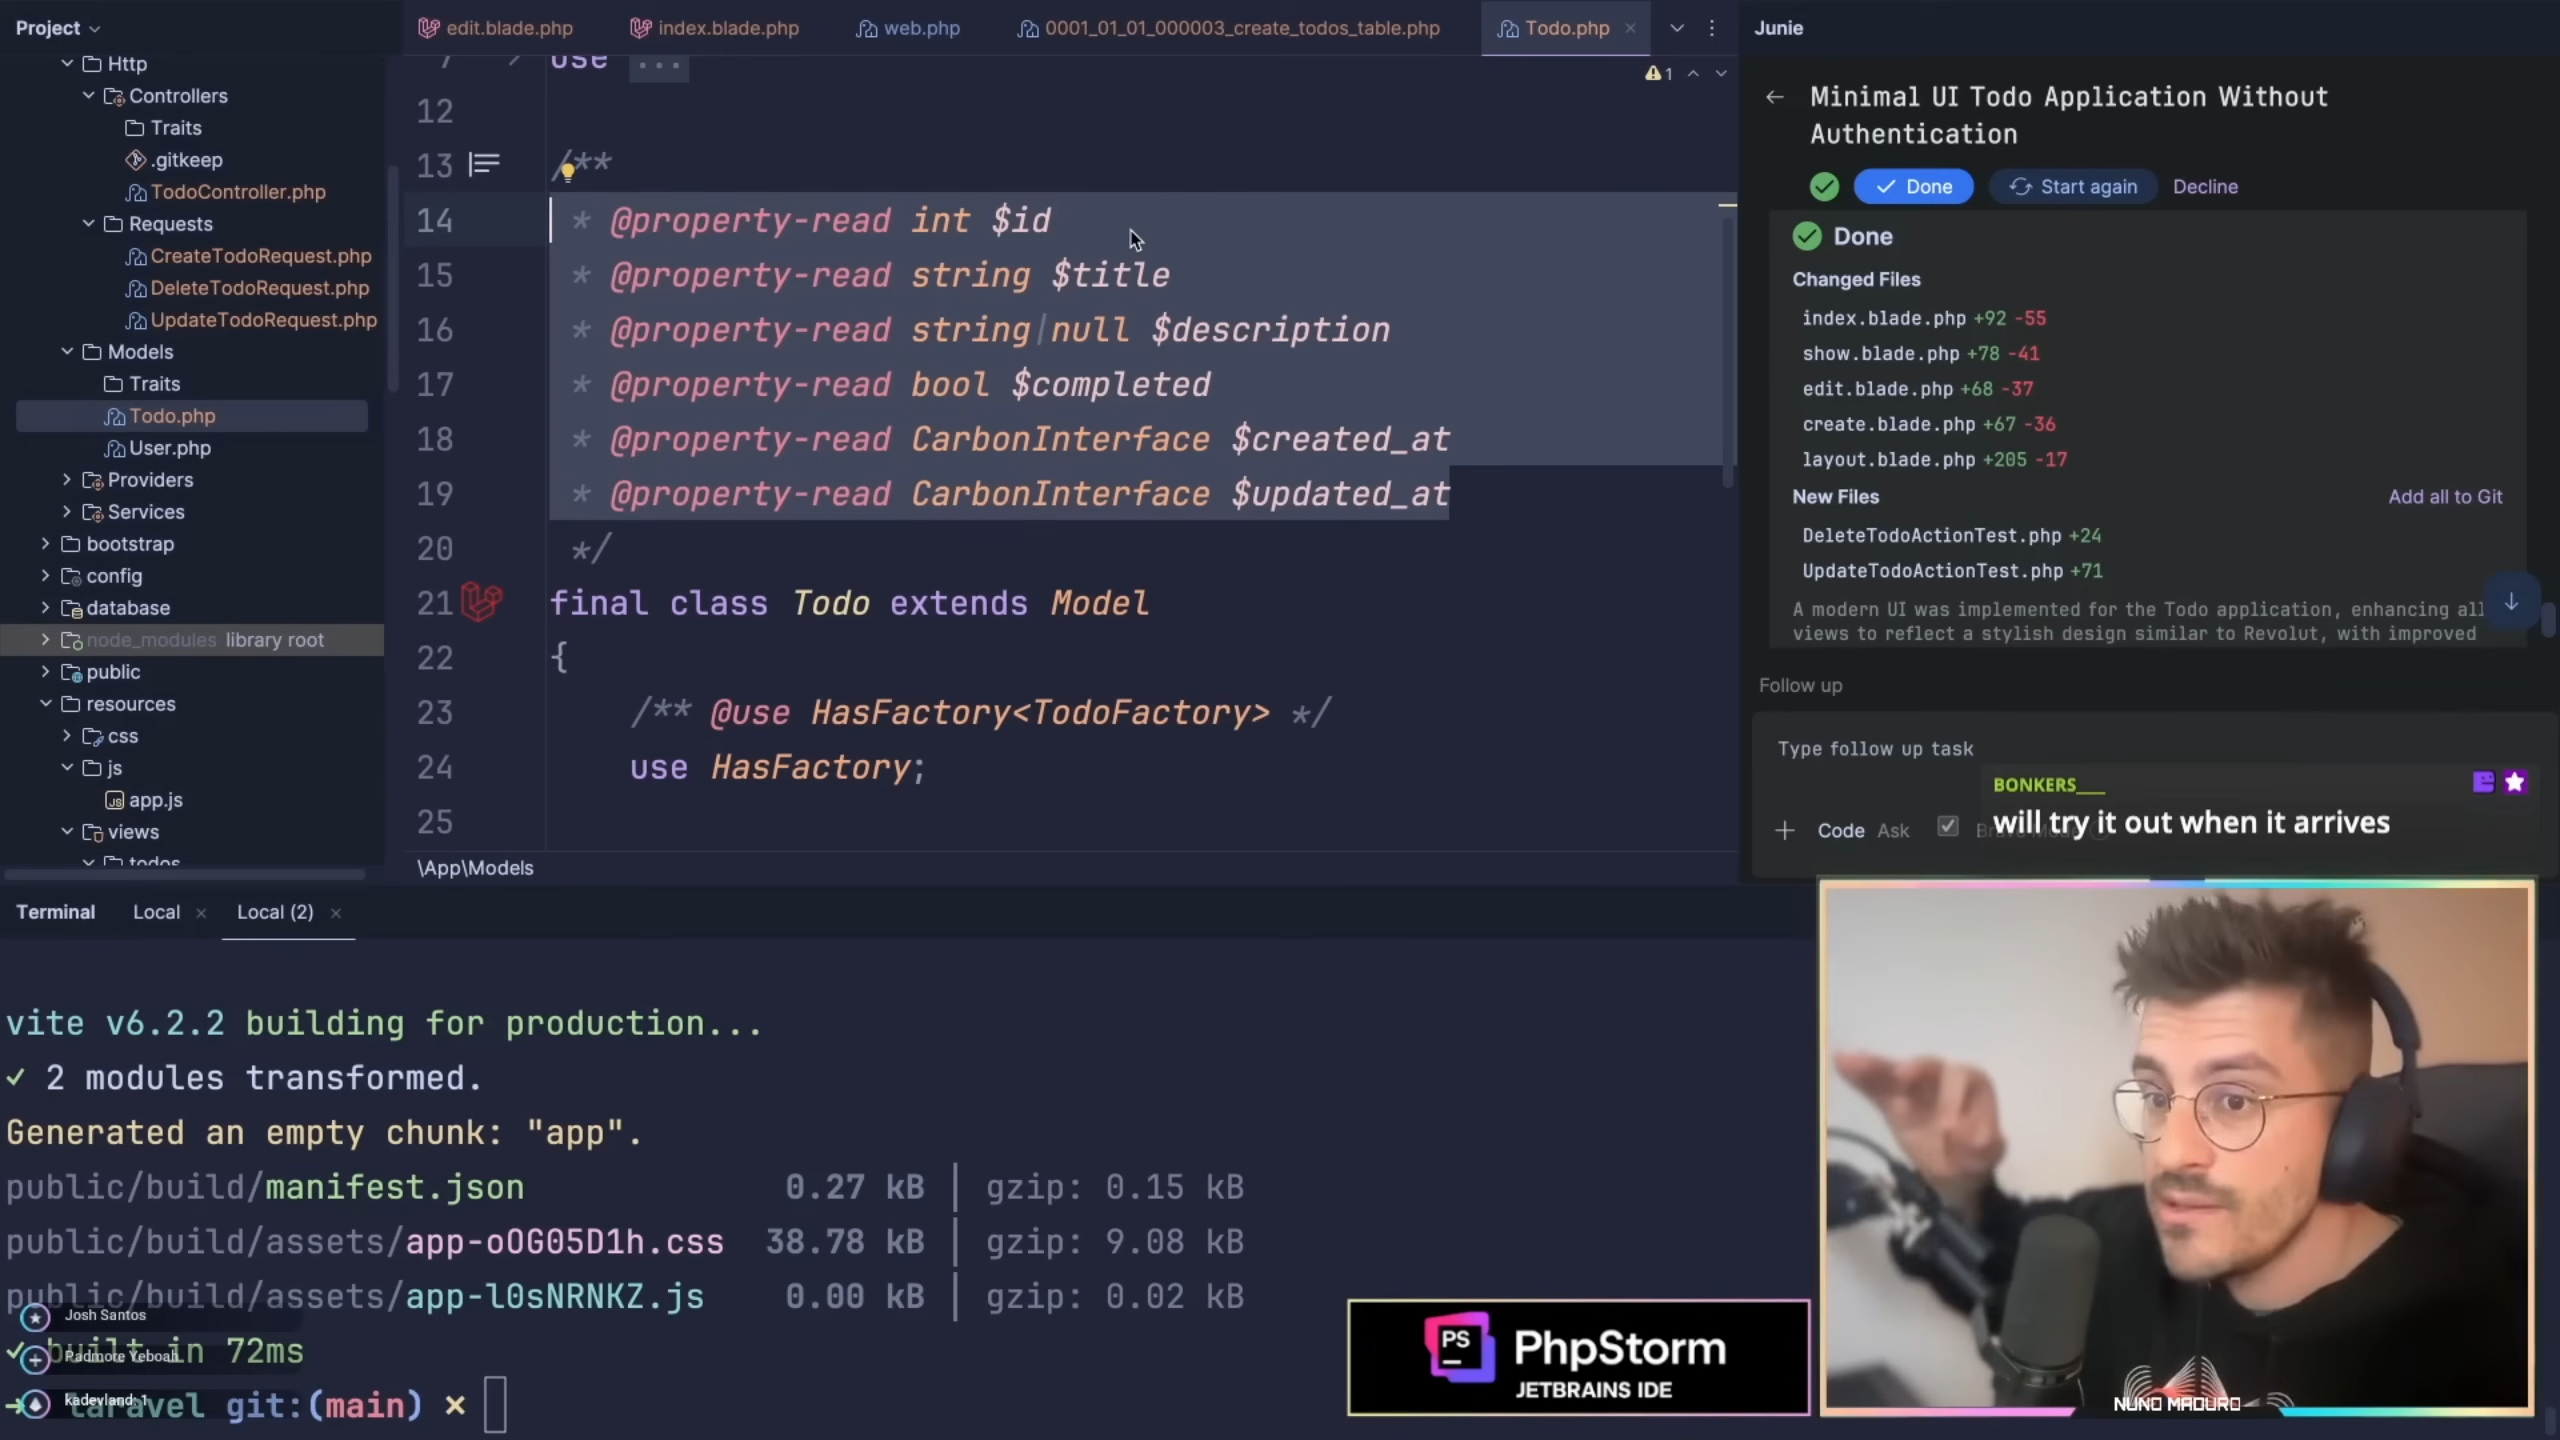 Project
Http
Controllers
Traits
.gitkeep
TodoController.php
Requests
CreateTodoRequest.php
DeleteTodoRequest.php
UpdateTodoRequest.php
Models
Traits
Todo.php
User.php
Providers
Services
bootstrap
config
database
node_modules library root
public
resources
css
js
app.js
views
todos
edit.blade.php
index.blade.php
web.php
0001_01_01_000003_create_todos_table.php
Todo.php
1
7 use ...
12
13 /**
14 * @property-read int $id
15 * @property-read string $title
16 * @property-read string|null $description
17 * @property-read bool $completed
18 * @property-read CarbonInterface $created_at
19 * @property-read CarbonInterface $updated_at
20 */
21 final class Todo extends Model
22 {
23 /** @use HasFactory<TodoFactory> */
24 use HasFactory;
25
\App\Models
Junie
Minimal UI Todo Application Without
Authentication
Done Start again Decline
Done
Changed Files
index.blade.php +92 -55
show.blade.php +78 -41
edit.blade.php +68 -37
create.blade.php +67 -36
layout.blade.php +205 -17
New Files Add all to Git
DeleteTodoActionTest.php +24
UpdateTodoActionTest.php +71
A modern UI was implemented for the Todo application, enhancing all
views to reflect a stylish design similar to Revolut, with improved
Follow up
Type follow up task
Code Ask
BONKERS___
will try it out when it arrives
Terminal Local Local (2)
vite v6.2.2 building for production...
✓ 2 modules transformed.
Generated an empty chunk: "app".
public/build/manifest.json 0.27 kB │ gzip: 0.15 kB
public/build/assets/app-oOG05D1h.css 38.78 kB │ gzip: 9.08 kB
public/build/assets/app-l0sNRNKZ.js 0.00 kB │ gzip: 0.02 kB
Josh Santos
✓ built in 72ms
Padmore Yeboah
kadevland: 1
laravel git:(main) ×
PS
PhpStorm
JETBRAINS IDE
NUNO MADURO